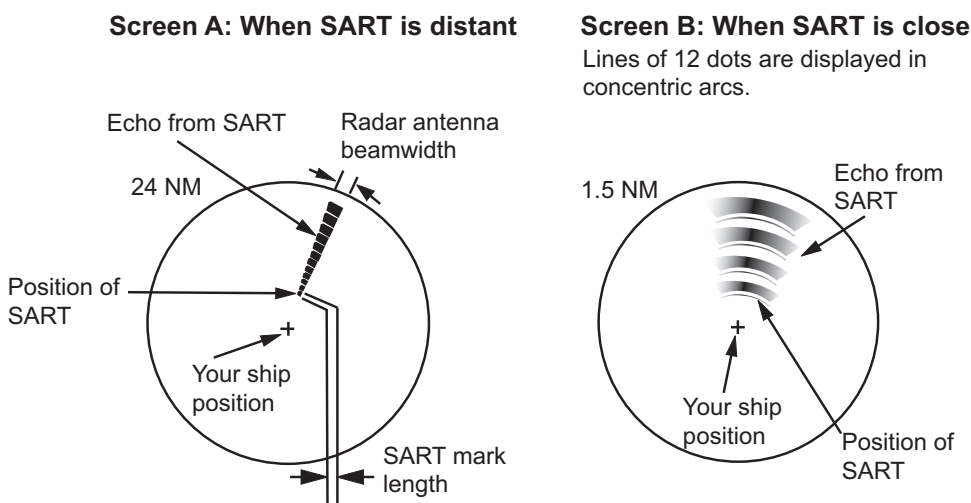 Screen A: When SART is distant
Echo from SART
Radar antenna
beamwidth
24 NM
Position of
SART
Your ship
position
SART mark
length
Screen B: When SART is close
Lines of 12 dots are displayed in
concentric arcs.
1.5 NM
Echo from
SART
Your ship
position
Position of
SART